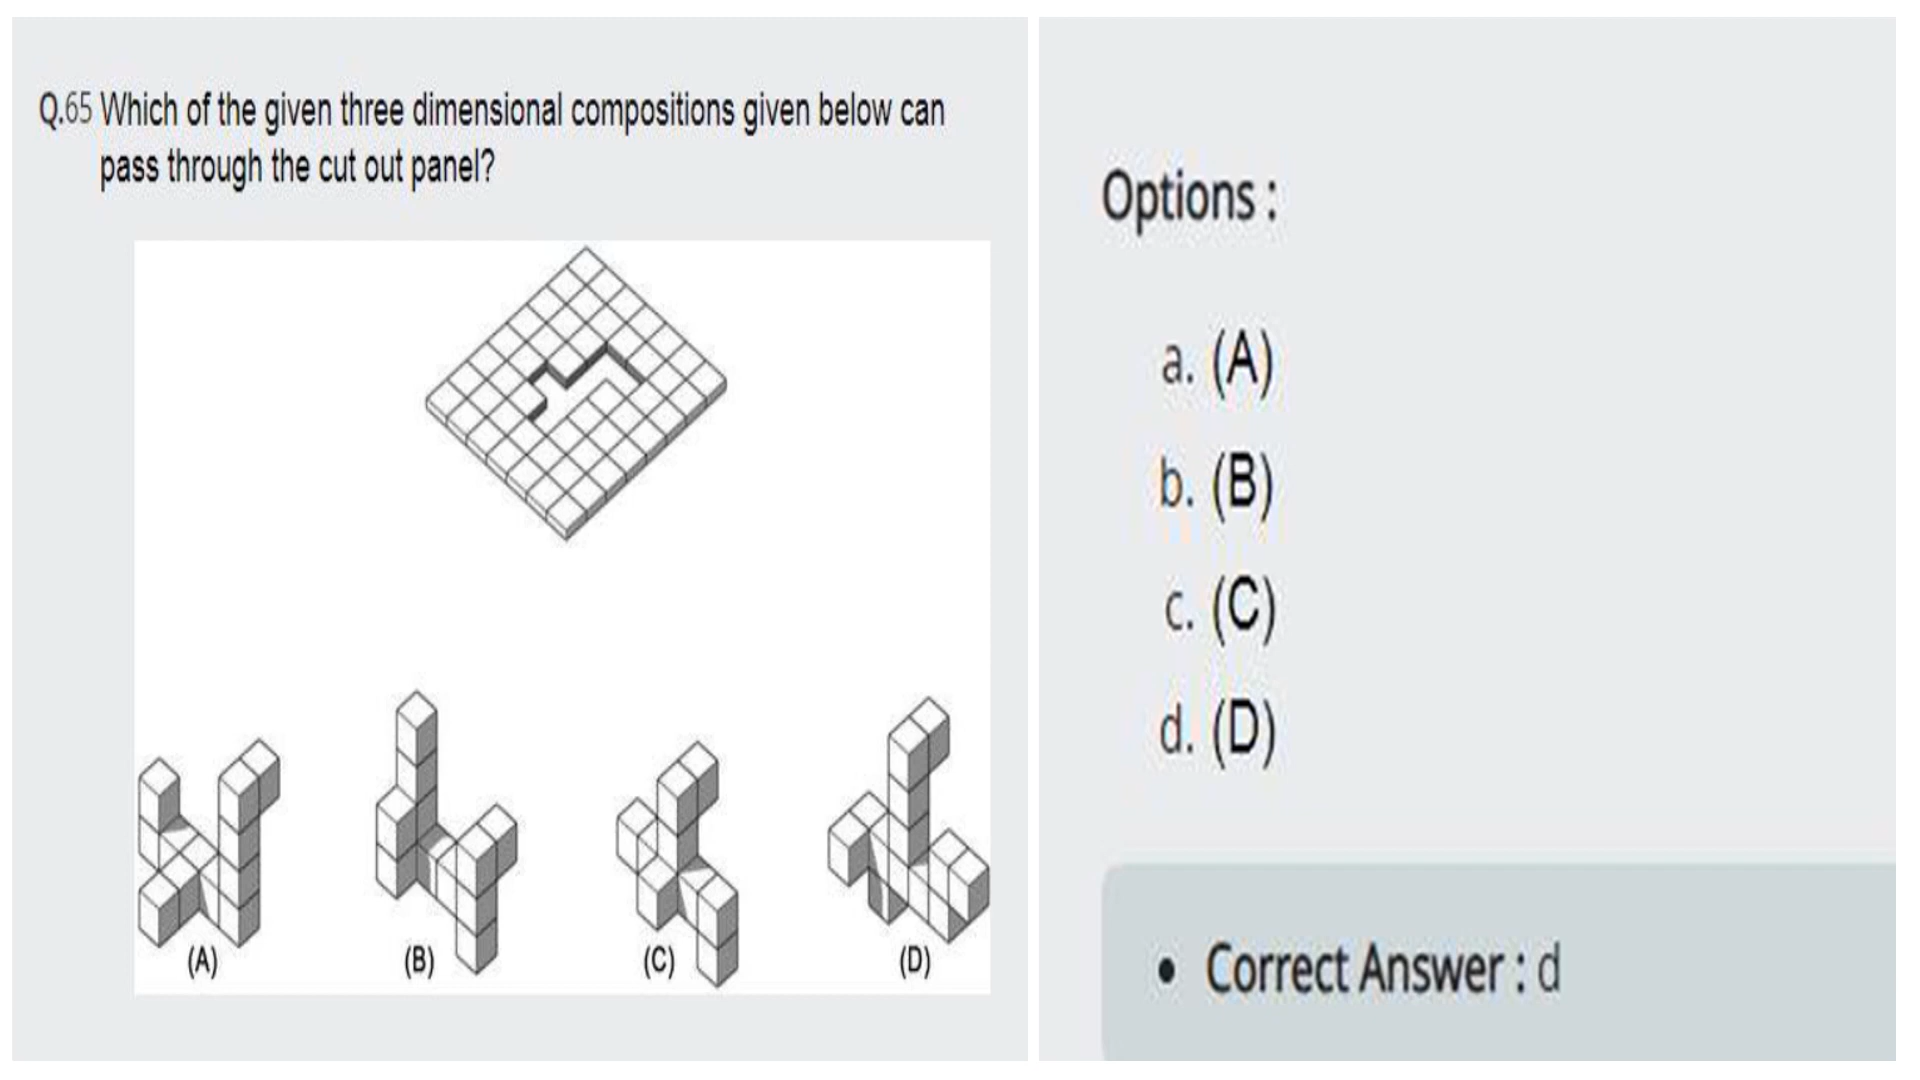 Q.65 Which of the given three dimensional compositions given below can
pass through the cut out panel?
(A) (B) (C) (D)
Options :
a. (A)
b. (B)
c. (C)
d. (D)
• Correct Answer : d